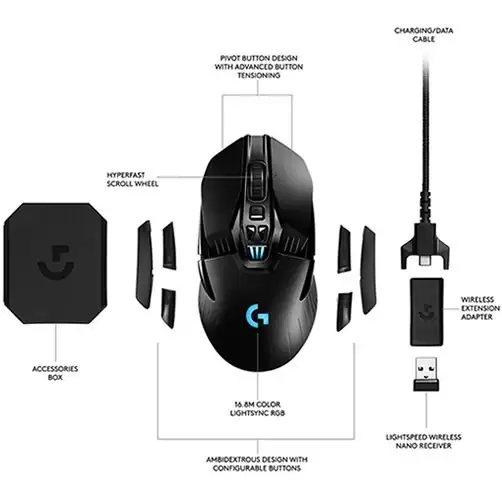 CHARGING/DATA
CABLE
PIVOT BUTTON DESIGN
WITH ADVANCED BUTTON
TENSIONING
HYPERFAST
SCROLL WHEEL
WIRELESS
EXTENSION
ADAPTER
ACCESSORIES
BOX
16.8M COLOR
LIGHTSYNC RGB
AMBIDEXTROUS DESIGN WITH
CONFIGURABLE BUTTONS
LIGHTSPEED WIRELESS
NANO RECEIVER